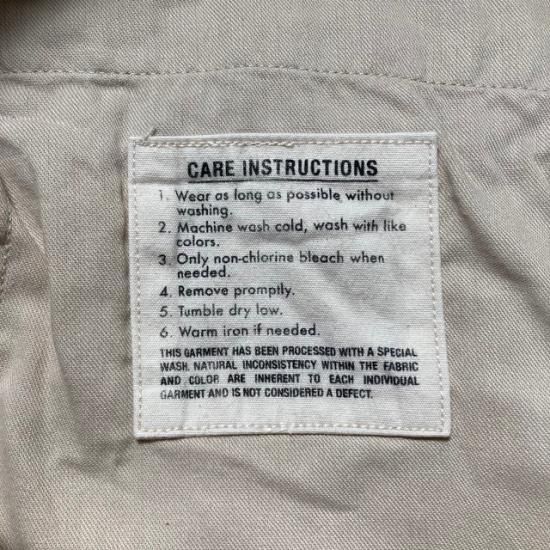 CARE INSTRUCTIONS
1. Wear as long as possible without
washing.
2. Machine wash cold, wash with like
colors.
3. Only non-chlorine bleach when
needed.
4. Remove promptly.
5. Tumble dry low.
6. Warm iron if needed.
THIS GARMENT HAS BEEN PROCESSED WITH A SPECIAL
WASH. NATURAL INCONSISTENCY WITHIN THE FABRIC
AND COLOR ARE INHERENT TO EACH INDIVIDUAL
GARMENT AND IS NOT CONSIDERED A DEFECT.